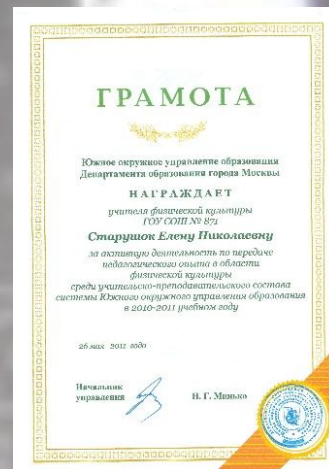 ГРАМОТА
Южное окружное управление образования
Департамента образования города Москвы
НАГРАЖДАЕТ
учителя физической культуры
ГОУ СОШ № 871
Старушок Елену Николаевну
за активную деятельность по передаче
педагогического опыта в области
физической культуры
среди учительско-преподавательского состава
системы Южного окружного управления образования
в 2010-2011 учебном году
26 мая 2011 года
Начальник
управления
Н. Г. Минько